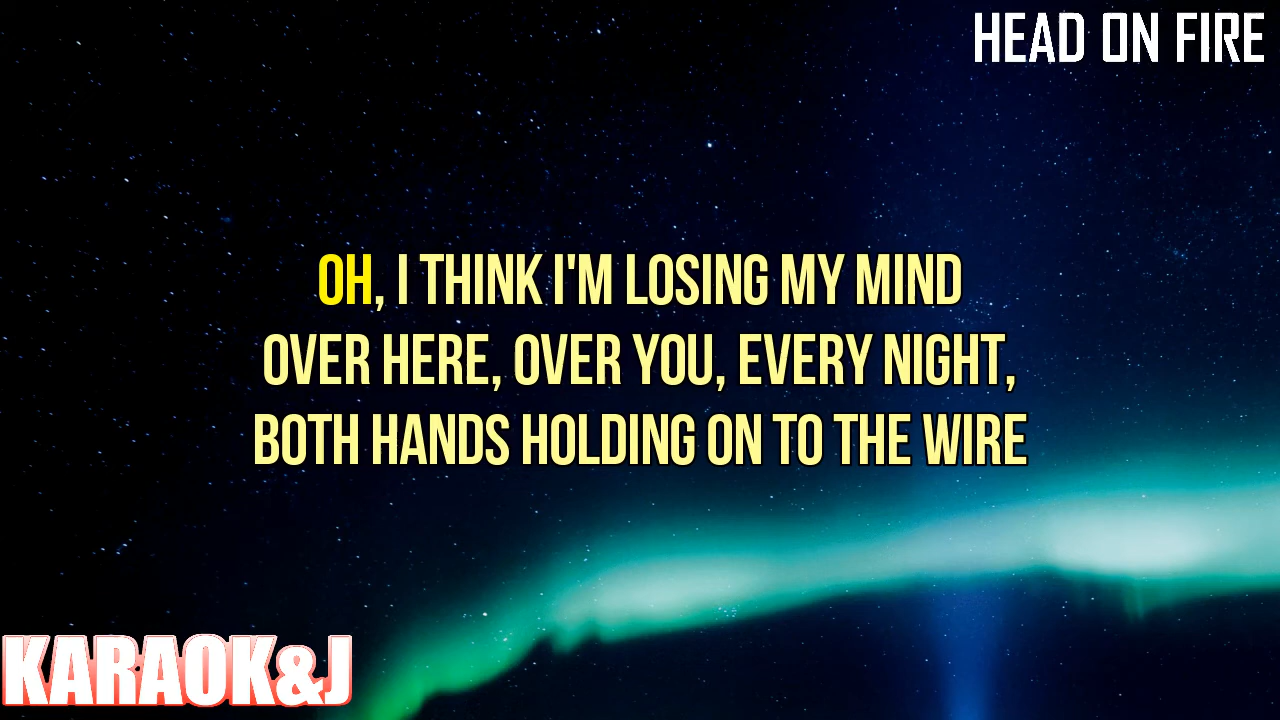 HEAD ON FIRE
OH, I THINK I'M LOSING MY MIND
OVER HERE, OVER YOU, EVERY NIGHT,
BOTH HANDS HOLDING ON TO THE WIRE
KARAOK&J